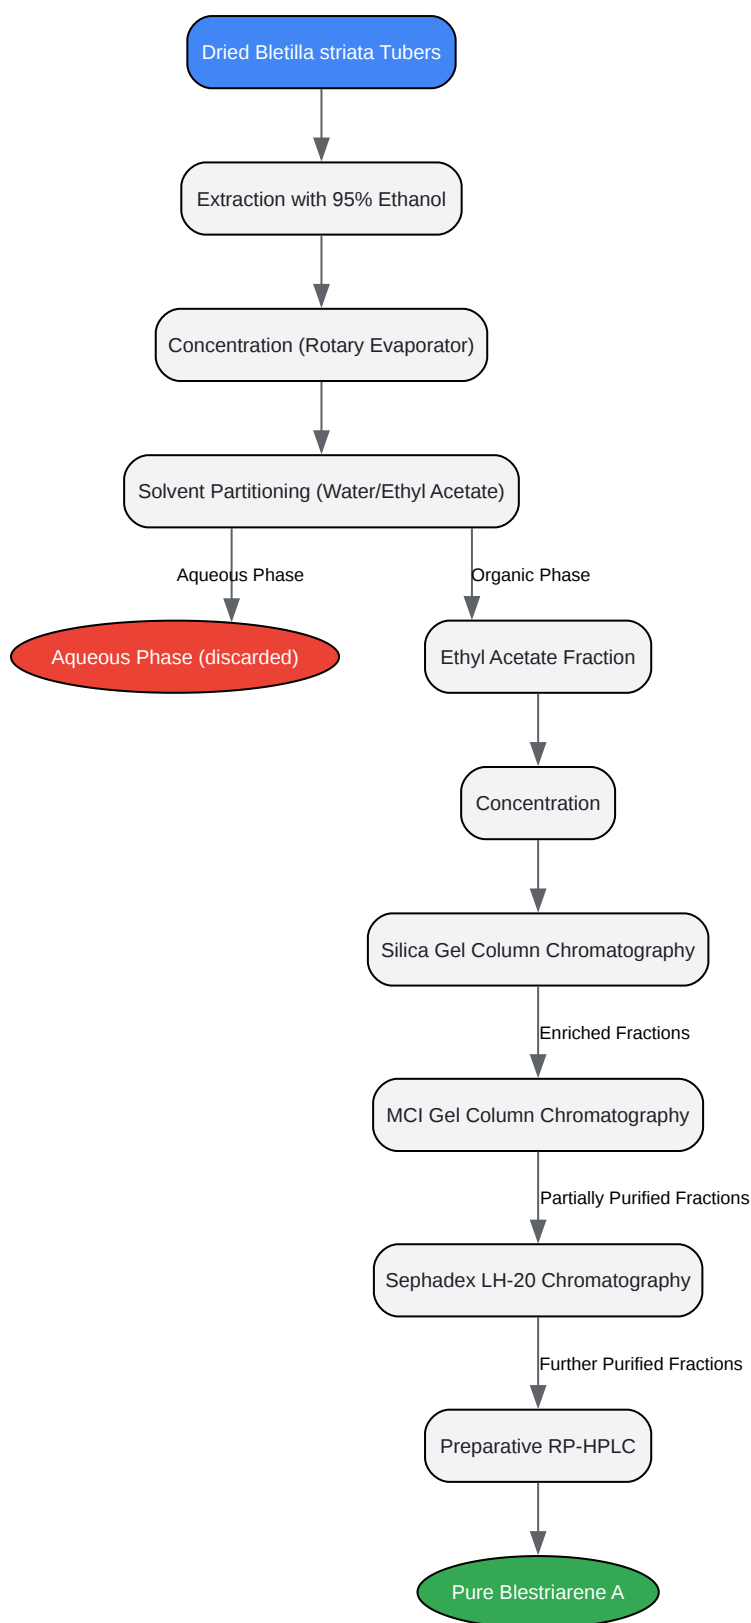 Dried Bletilla striata Tubers
Extraction with 95% Ethanol
Concentration (Rotary Evaporator)
Solvent Partitioning (Water/Ethyl Acetate)
Aqueous Phase
Organic Phase
Aqueous Phase (discarded)
Ethyl Acetate Fraction
Concentration
Silica Gel Column Chromatography
Enriched Fractions
MCI Gel Column Chromatography
Partially Purified Fractions
Sephadex LH-20 Chromatography
Further Purified Fractions
Preparative RP-HPLC
Pure Blestriarene A